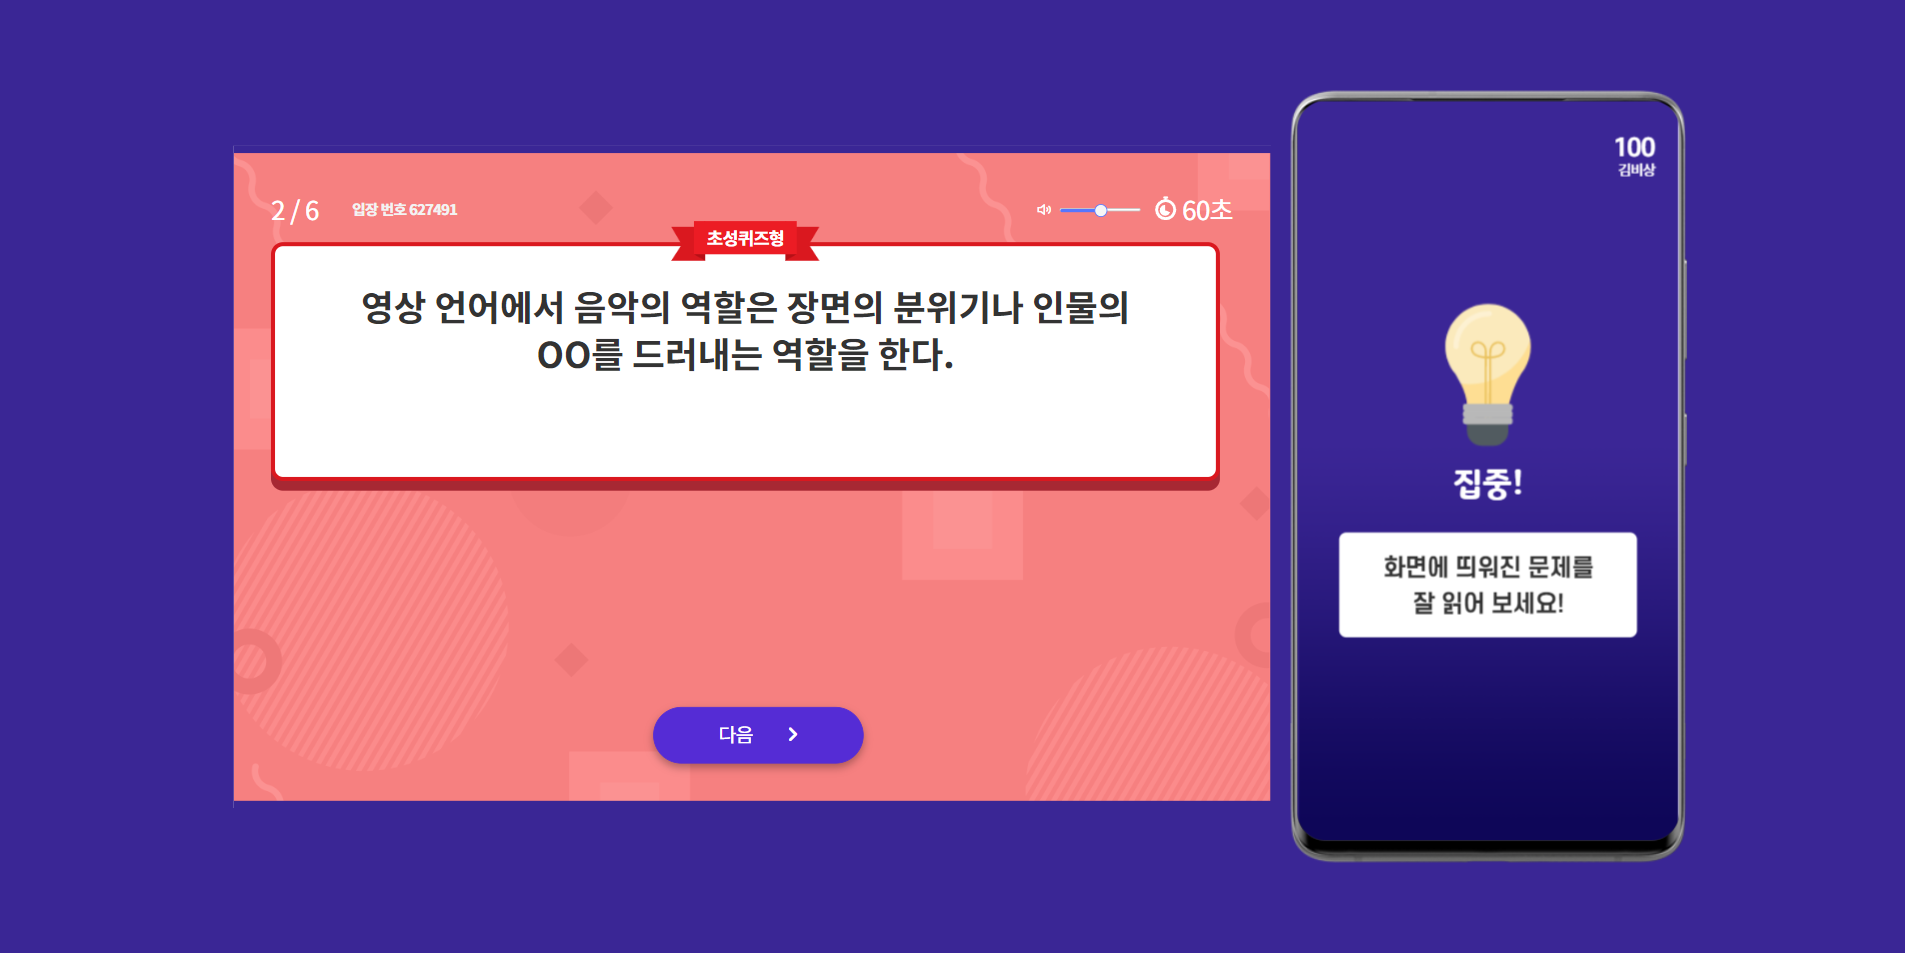 2 / 6
입장 번호 627491
60초
초성퀴즈형
영상 언어에서 음악의 역할은 장면의 분위기나 인물의
OO를 드러내는 역할을 한다.
다음
100
김비상
집중!
화면에 띄워진 문제를
잘 읽어 보세요!